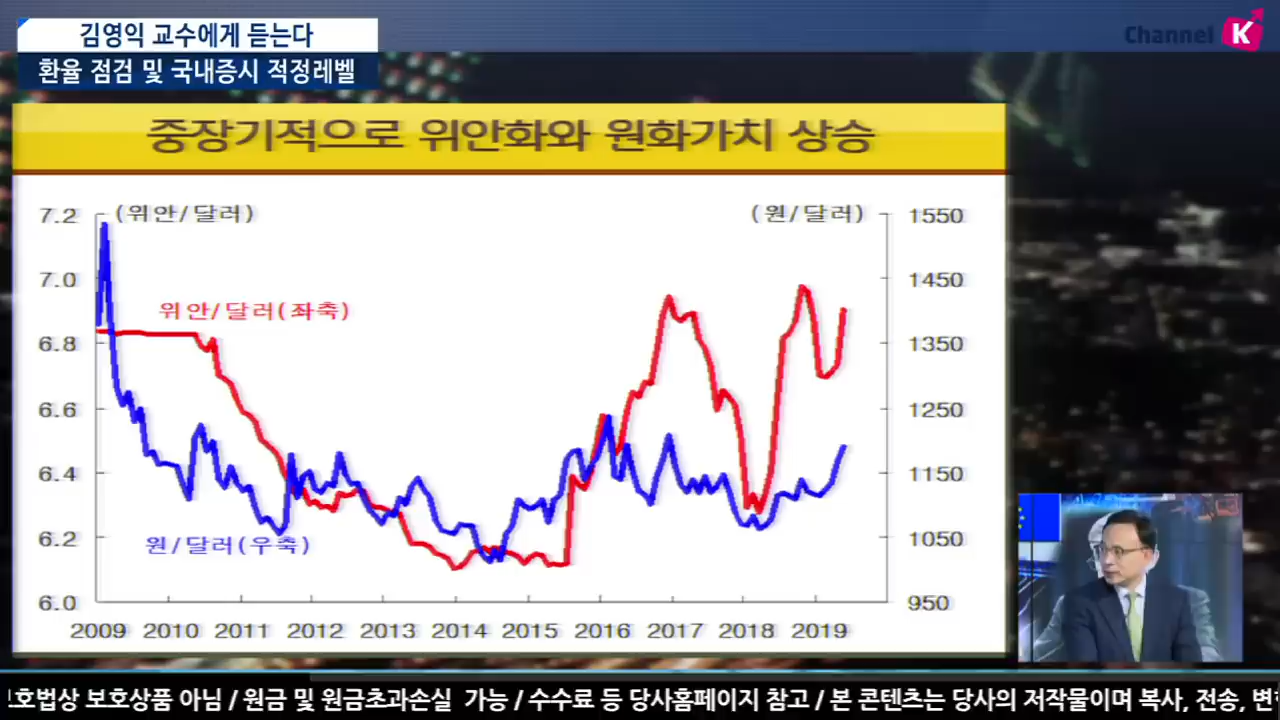 김영익 교수에게 듣는다
Channel K
환율 점검 및 국내증시 적정레벨
중장기적으로 위안화와 원화가치 상승
7.2 (위안/달러) (원/달러) 1550
7.0 1450
위안/달러(좌축)
6.8 1350
6.6 1250
6.4 1150
원/달러(우축)
6.2 1050
6.0 950
2009 2010 2011 2012 2013 2014 2015 2016 2017 2018 2019
보호법상 보호상품 아님 / 원금 및 원금초과손실 가능 / 수수료 등 당사홈페이지 참고 / 본 콘텐츠는 당사의 저작물이며 복사, 전송,